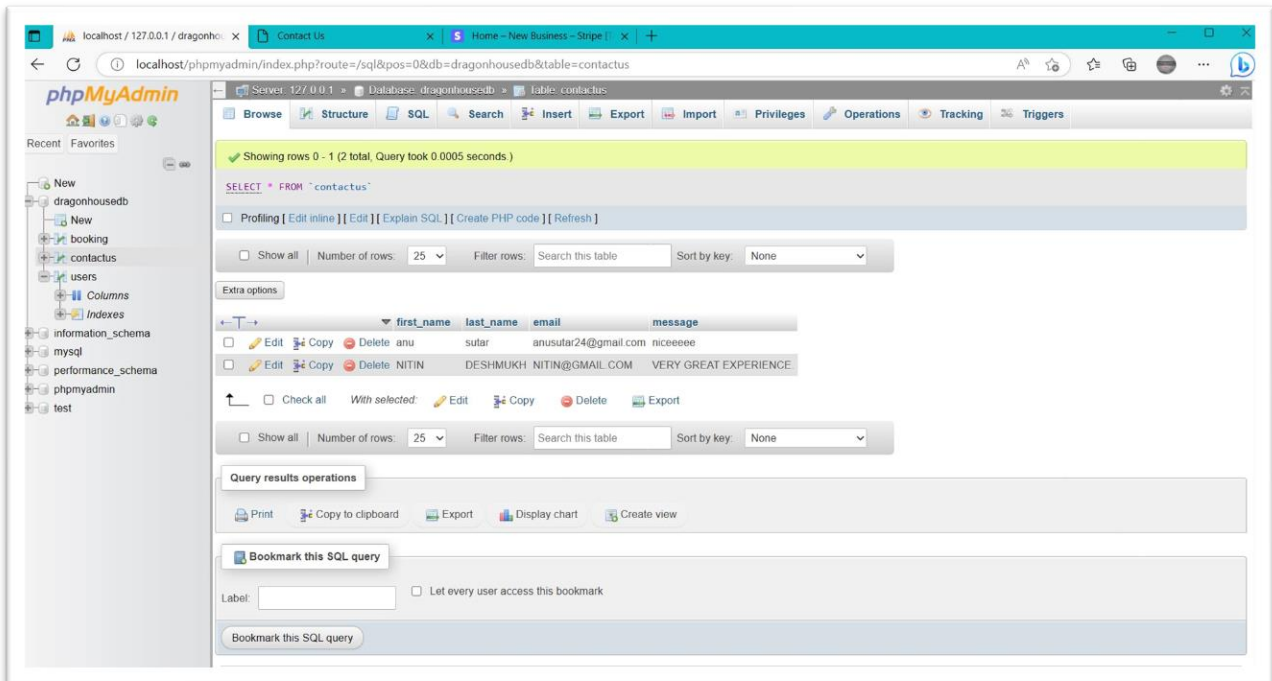 localhost / 127.0.0.1 / dragonho
Contact Us
Home – New Business – Stripe [
localhost/phpmyadmin/index.php?route=/sql&pos=0&db=dragonhousedb&table=contactus
phpMyAdmin
Recent Favorites
New
dragonhousedb
New
booking
contactus
users
Columns
Indexes
information_schema
mysql
performance_schema
phpmyadmin
test
Server: 127.0.0.1 » Database: dragonhousedb » Table: contactus
Browse Structure SQL Search Insert Export Import Privileges Operations Tracking Triggers
Showing rows 0 - 1 (2 total, Query took 0.0005 seconds.)
SELECT * FROM `contactus`
Profiling [ Edit inline ] [ Edit ] [ Explain SQL ] [ Create PHP code ] [ Refresh ]
Show all | Number of rows: 25 Filter rows: Search this table Sort by key: None
Extra options
first_name last_name email message
Edit Copy Delete anu sutar anusutar24@gmail.com niceeeee
Edit Copy Delete NITIN DESHMUKH NITIN@GMAIL.COM VERY GREAT EXPERIENCE
Check all With selected: Edit Copy Delete Export
Show all | Number of rows: 25 Filter rows: Search this table Sort by key: None
Query results operations
Print Copy to clipboard Export Display chart Create view
Bookmark this SQL query
Label: Let every user access this bookmark
Bookmark this SQL query